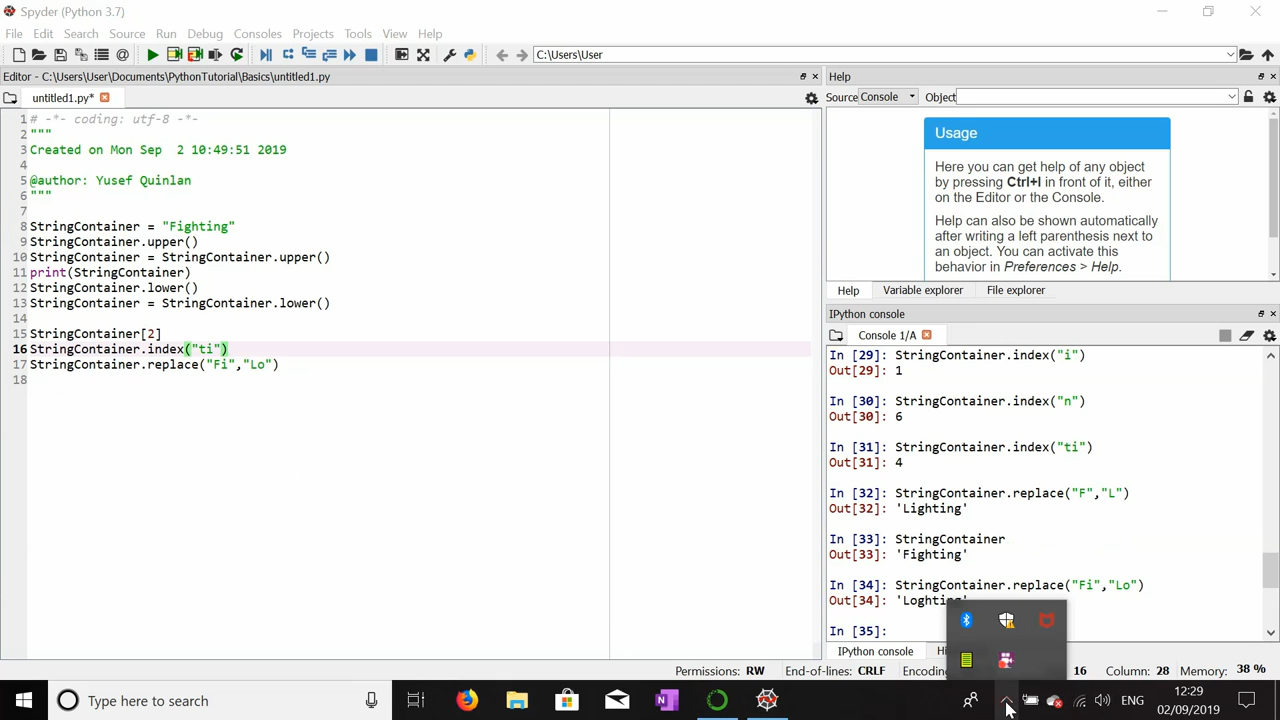 Spyder (Python 3.7)
File Edit Search Source Run Debug Consoles Projects Tools View Help
C:\Users\User
Editor - C:\Users\User\Documents\PythonTutorial\Basics\untitled1.py
untitled1.py*
1 # -*- coding: utf-8 -*-
2 """
3 Created on Mon Sep  2 10:49:51 2019
4
5 @author: Yusef Quinlan
6 """
7
8 StringContainer = "Fighting"
9 StringContainer.upper()
10 StringContainer = StringContainer.upper()
11 print(StringContainer)
12 StringContainer.lower()
13 StringContainer = StringContainer.lower()
14
15 StringContainer[2]
16 StringContainer.index("ti")
17 StringContainer.replace("Fi","Lo")
18
Help
Source Console Object
Usage
Here you can get help of any object
by pressing Ctrl+I in front of it, either
on the Editor or the Console.
Help can also be shown automatically
after writing a left parenthesis next to
an object. You can activate this
behavior in Preferences > Help.
Help Variable explorer File explorer
IPython console
Console 1/A
In [29]: StringContainer.index("i")
Out[29]: 1
In [30]: StringContainer.index("n")
Out[30]: 6
In [31]: StringContainer.index("ti")
Out[31]: 4
In [32]: StringContainer.replace("F","L")
Out[32]: 'Lighting'
In [33]: StringContainer
Out[33]: 'Fighting'
In [34]: StringContainer.replace("Fi","Lo")
Out[34]: 'Loghting'
In [35]:
IPython console
Permissions: RW End-of-lines: CRLF Encoding 16 Column: 28 Memory: 38 %
Type here to search
ENG
12:29
02/09/2019